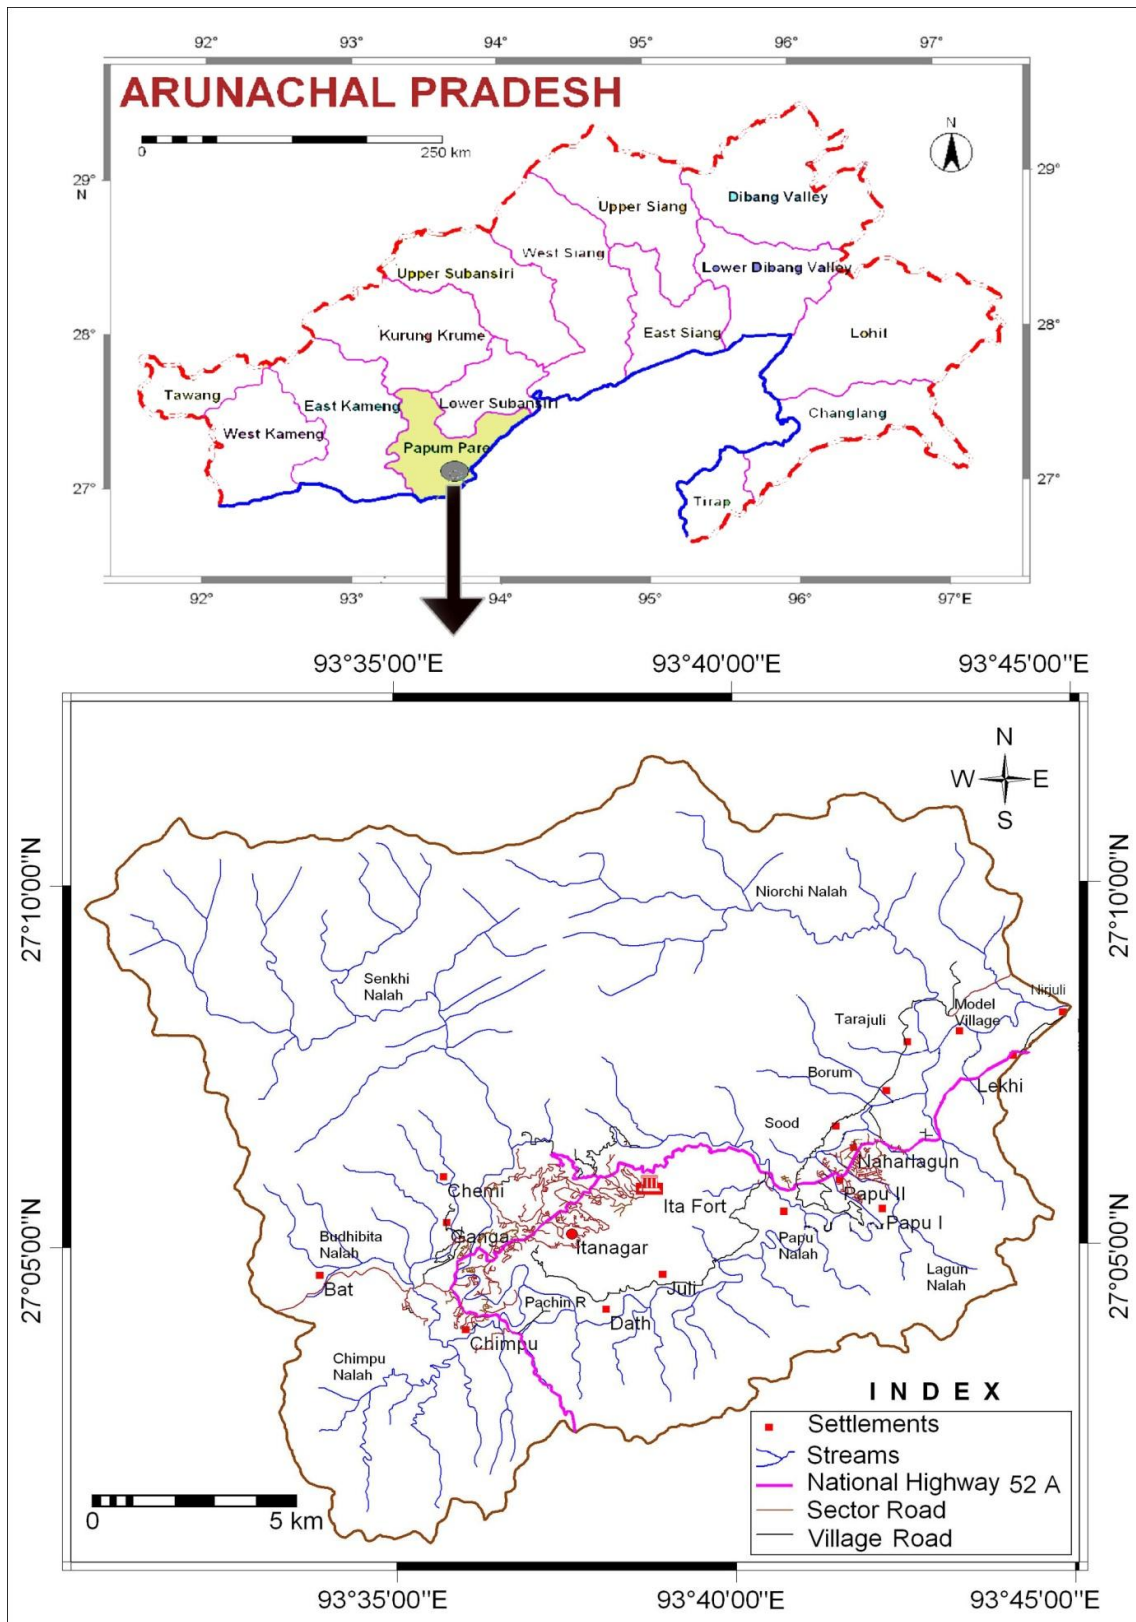 92° 93° 94° 95° 96° 97°
ARUNACHAL PRADESH
N
0 250 km
29°
N
29°
Dibang Valley
Upper Siang
West Siang
Lower Dibang Valley
Upper Subansiri
28°
28°
Kurung Krume
East Siang
Lohit
Tawang
East Kameng
Lower Subansiri
Changlang
West Kameng
Papum Pare
27°
27°
Tirap
92° 93° 94° 95° 96° 97°E
93°35'00"E 93°40'00"E 93°45'00"E
N
W E
S
27°10'00"N
27°10'00"N
Niorchi Nalah
Senkhi
Nalah
Nirjuli
Model
Village
Tarajuli
Borum
Lekhi
Sood
Naharlagun
Chemi
Papu II
Ita Fort
Papu I
Ganga
Budhibita
Nalah
Itanagar
Papu
Nalah
27°05'00"N
27°05'00"N
Lagun
Nalah
Bat
Juli
Pachin R
Dath
Chimpu
Chimpu
Nalah
INDEX
Settlements
Streams
National Highway 52 A
Sector Road
Village Road
0 5 km
93°35'00"E 93°40'00"E 93°45'00"E